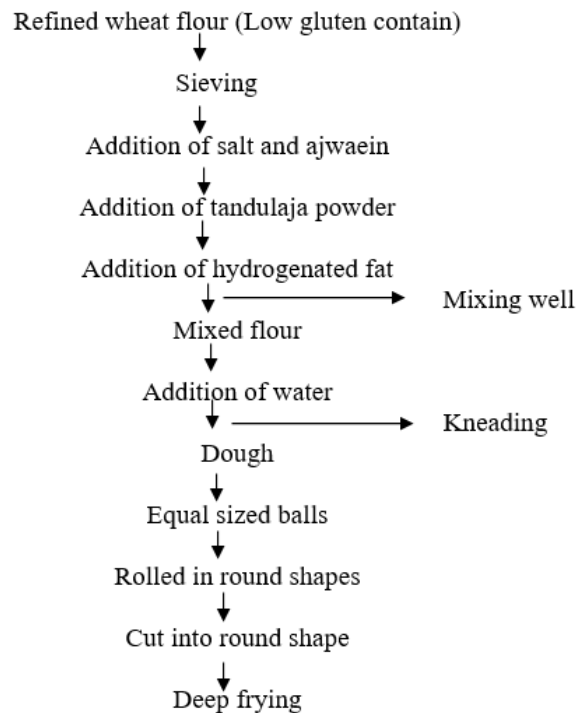 Refined wheat flour (Low gluten contain)
Sieving
Addition of salt and ajwaein
Addition of tandulaja powder
Addition of hydrogenated fat
Mixing well
Mixed flour
Addition of water
Kneading
Dough
Equal sized balls
Rolled in round shapes
Cut into round shape
Deep frying